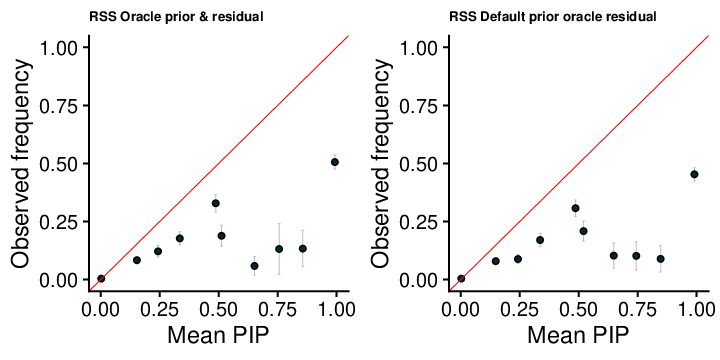 RSS Oracle prior & residual
Observed frequency
1.00
0.75
0.50
0.25
0.00
0.00 0.25 0.50 0.75 1.00
Mean PIP
RSS Default prior oracle residual
Observed frequency
1.00
0.75
0.50
0.25
0.00
0.00 0.25 0.50 0.75 1.00
Mean PIP